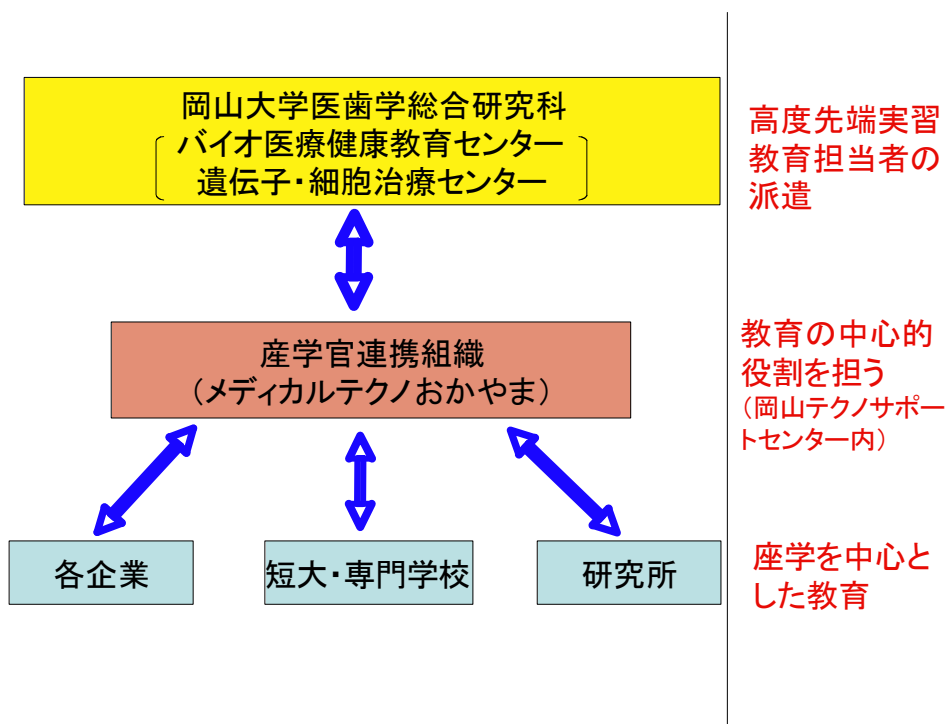 岡山大学医歯学総合研究科
バイオ医療健康教育センター
遺伝子・細胞治療センター
高度先端実習
教育担当者の
派遣
産学官連携組織
（メディカルテクノおかやま）
教育の中心的
役割を担う
（岡山テクノサポー
トセンター内）
各企業
短大・専門学校
研究所
座学を中心と
した教育